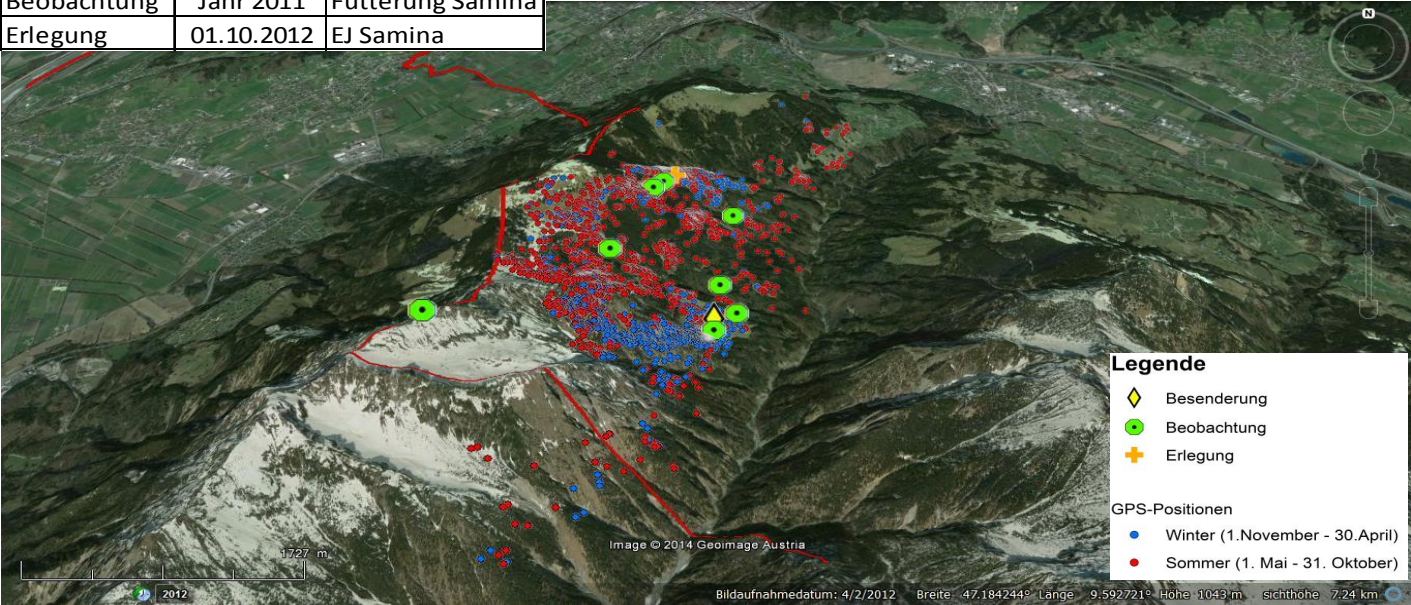 Beobachtung Jahr 2011 Fütterung Samina
Erlegung 01.10.2012 EJ Samina
N
Legende
Besenderung
Beobachtung
Erlegung
GPS-Positionen
Winter (1.November - 30.April)
Sommer (1. Mai - 31. Oktober)
Image © 2014 Geoimage Austria
1727 m
2012
Bildaufnahmedatum: 4/2/2012 Breite 47.184244° Länge 9.592721° Höhe 1043 m sichthöhe 7.24 km